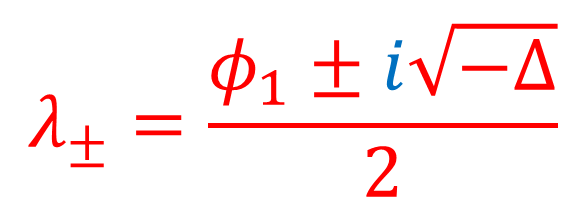 λ± = (ϕ₁ ± i√−Δ) / 2